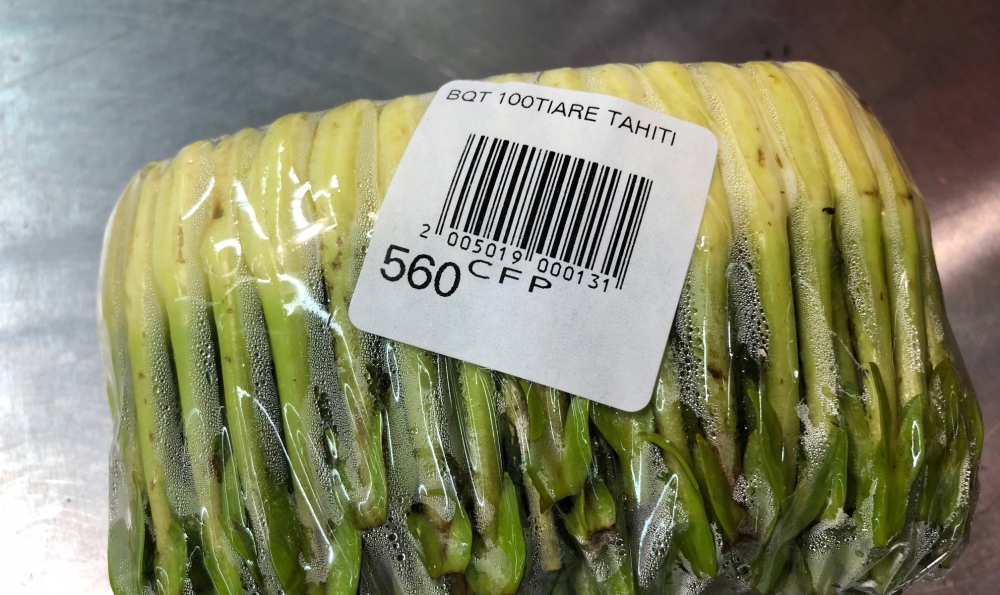 BQT 100TIARE TAHITI
2 005019 000131
560 CFP